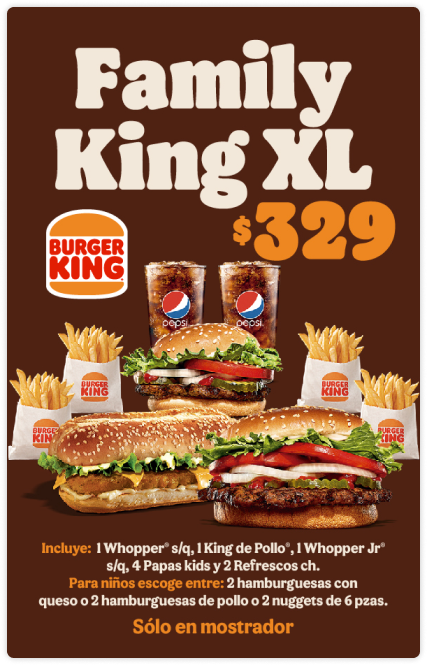 Family
King XL
$329
BURGER
KING
pepsi pepsi
BURGER
KING
BURGER
KING
BURGER
KING
BURGER
KING
Incluye: 1 Whopper® s/q, 1 King de Pollo®, 1 Whopper Jr®
s/q, 4 Papas kids y 2 Refrescos ch.
Para niños escoge entre: 2 hamburguesas con
queso o 2 hamburguesas de pollo o 2 nuggets de 6 pzas.
Sólo en mostrador